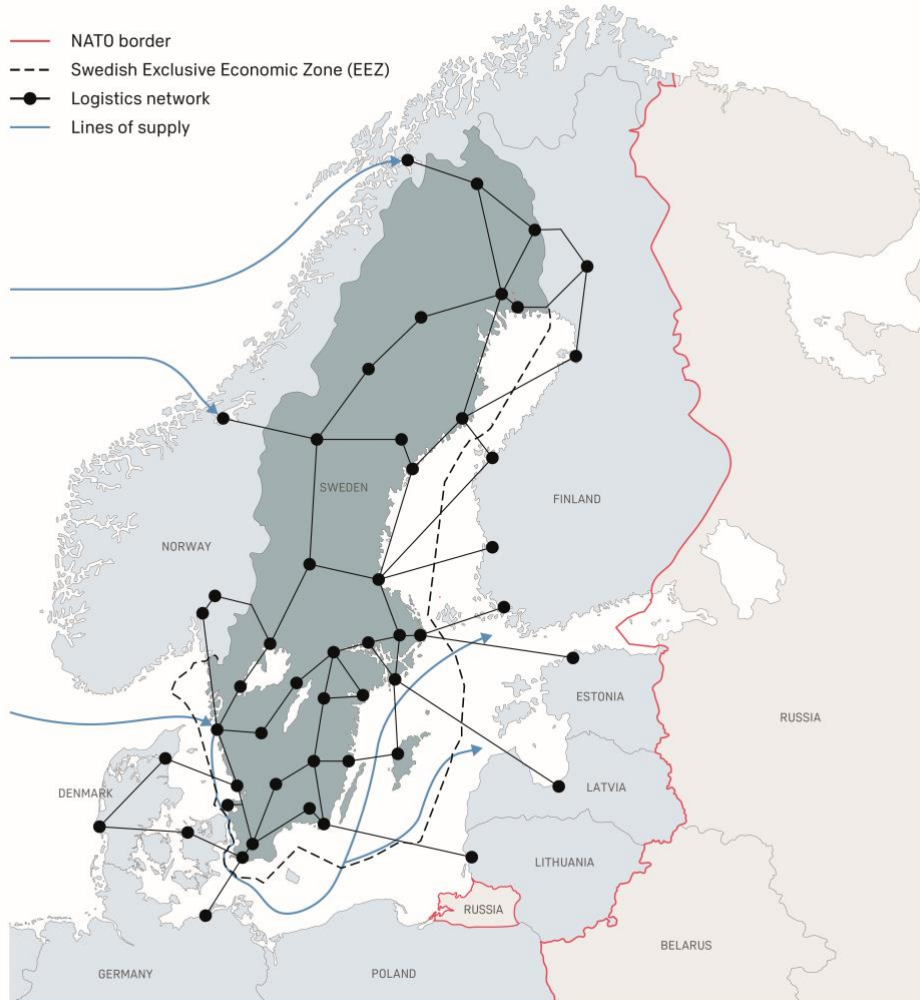 NATO border
Swedish Exclusive Economic Zone (EEZ)
Logistics network
Lines of supply
SWEDEN
FINLAND
NORWAY
ESTONIA
RUSSIA
DENMARK
LATVIA
LITHUANIA
RUSSIA
BELARUS
GERMANY
POLAND